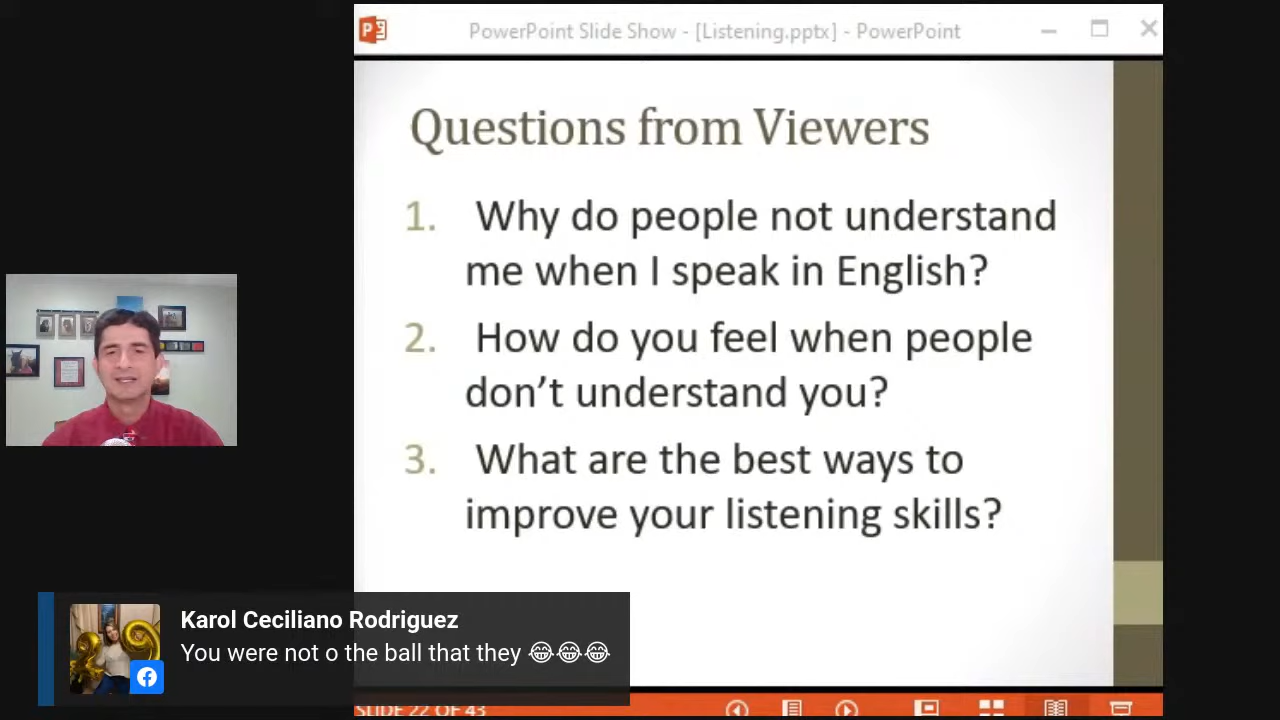 PowerPoint Slide Show - [Listening.pptx] - PowerPoint
Questions from Viewers
1. Why do people not understand
me when I speak in English?
2. How do you feel when people
don’t understand you?
3. What are the best ways to
improve your listening skills?
Karol Ceciliano Rodriguez
You were not o the ball that they 😂😂😂
SLIDE 22 OF 43